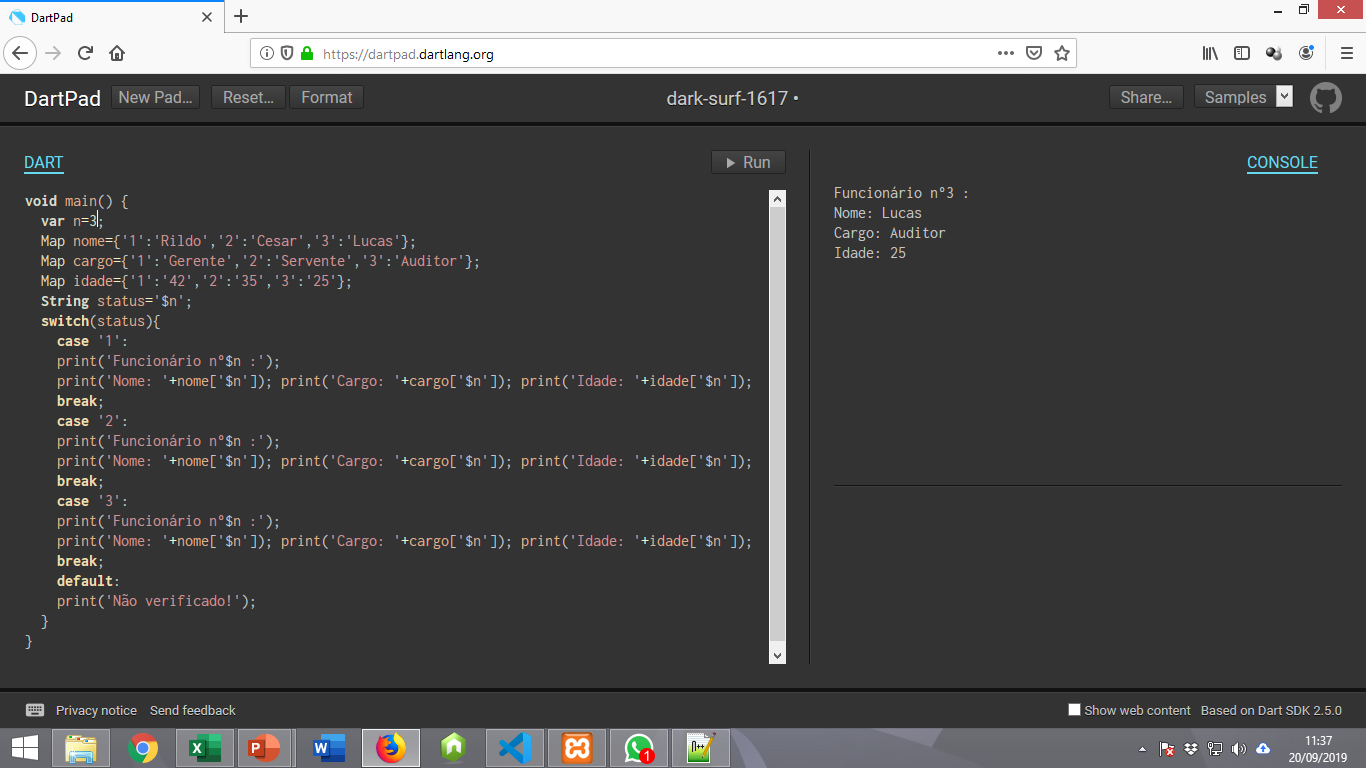 DartPad
https://dartpad.dartlang.org
DartPad New Pad... Reset... Format dark-surf-1617 • Share... Samples
DART Run
void main() {
  var n=3;
  Map nome={'1':'Rildo','2':'Cesar','3':'Lucas'};
  Map cargo={'1':'Gerente','2':'Servente','3':'Auditor'};
  Map idade={'1':'42','2':'35','3':'25'};
  String status='$n';
  switch(status){
    case '1':
    print('Funcionário nº$n :');
    print('Nome: '+nome['$n']); print('Cargo: '+cargo['$n']); print('Idade: '+idade['$n']);
    break;
    case '2':
    print('Funcionário nº$n :');
    print('Nome: '+nome['$n']); print('Cargo: '+cargo['$n']); print('Idade: '+idade['$n']);
    break;
    case '3':
    print('Funcionário nº$n :');
    print('Nome: '+nome['$n']); print('Cargo: '+cargo['$n']); print('Idade: '+idade['$n']);
    break;
    default:
    print('Não verificado!');
  }
}
CONSOLE
Funcionário nº3 :
Nome: Lucas
Cargo: Auditor
Idade: 25
Privacy notice Send feedback Show web content Based on Dart SDK 2.5.0
11:37
20/09/2019